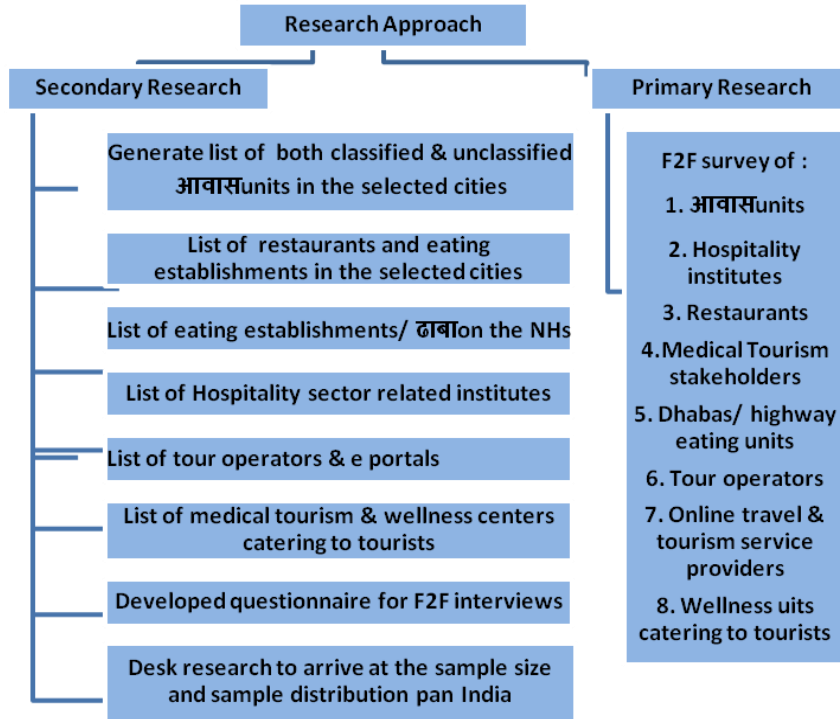 Research Approach
Secondary Research
Generate list of both classified & unclassified
आवासunits in the selected cities
List of restaurants and eating
establishments in the selected cities
List of eating establishments/ ढाबाon the NHs
List of Hospitality sector related institutes
List of tour operators & e portals
List of medical tourism & wellness centers
catering to tourists
Developed questionnaire for F2F interviews
Desk research to arrive at the sample size
and sample distribution pan India
Primary Research
F2F survey of :
1. आवासunits
2. Hospitality
institutes
3. Restaurants
4.Medical Tourism
stakeholders
5. Dhabas/ highway
eating units
6. Tour operators
7. Online travel &
tourism service
providers
8. Wellness uits
catering to tourists